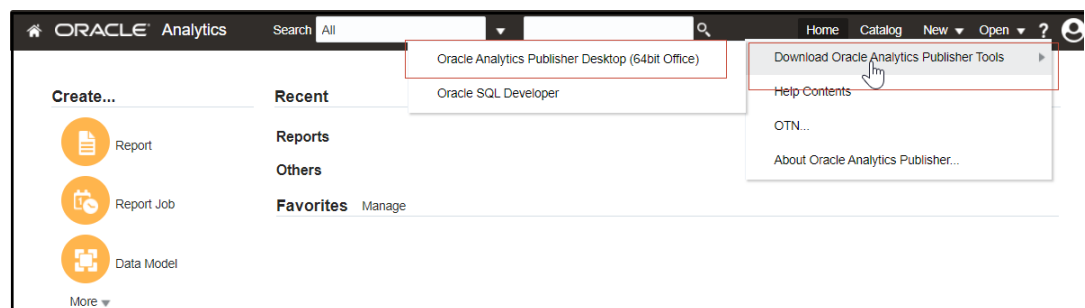 ORACLE Analytics Search All Home Catalog New Open ?
Oracle Analytics Publisher Desktop (64bit Office)
Oracle SQL Developer
Download Oracle Analytics Publisher Tools
Help Contents
OTN...
About Oracle Analytics Publisher...
Create...
Report
Report Job
Data Model
More
Recent
Reports
Others
Favorites Manage